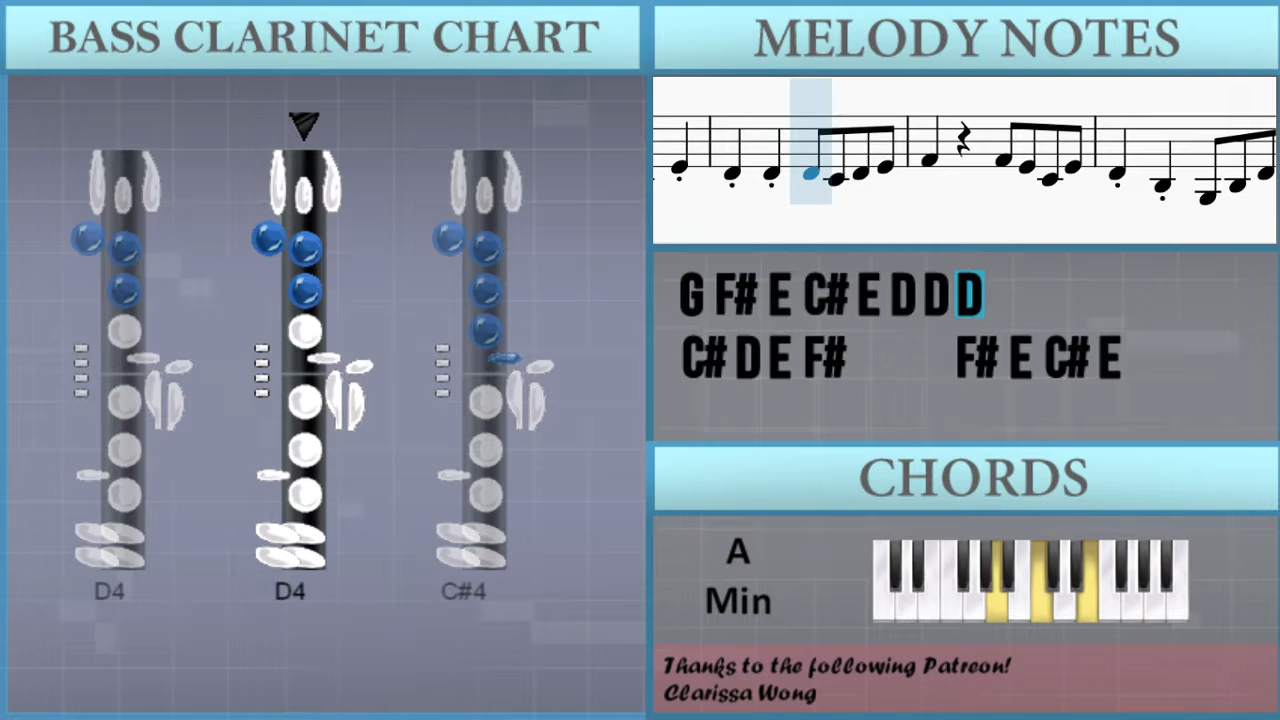 BASS CLARINET CHART
D4 D4 C#4
MELODY NOTES
G F# E C# E D D D
C# D E F# F# E C# E
CHORDS
A
Min
Thanks to the following Patreon!
Clarissa Wong